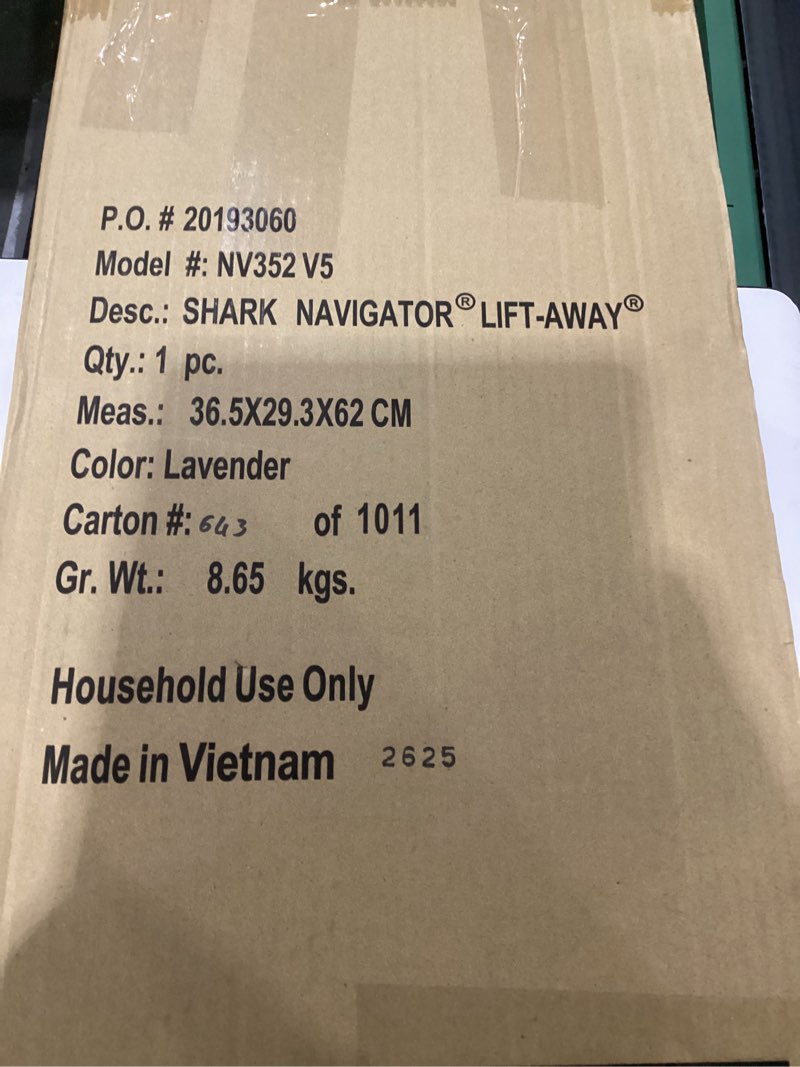 P.O. # 20193060
Model #: NV352 V5
Desc.: SHARK NAVIGATOR® LIFT-AWAY®
Qty.: 1 pc.
Meas.: 36.5X29.3X62 CM
Color: Lavender
Carton #: 643 of 1011
Gr. Wt.: 8.65 kgs.
Household Use Only
Made in Vietnam 2625